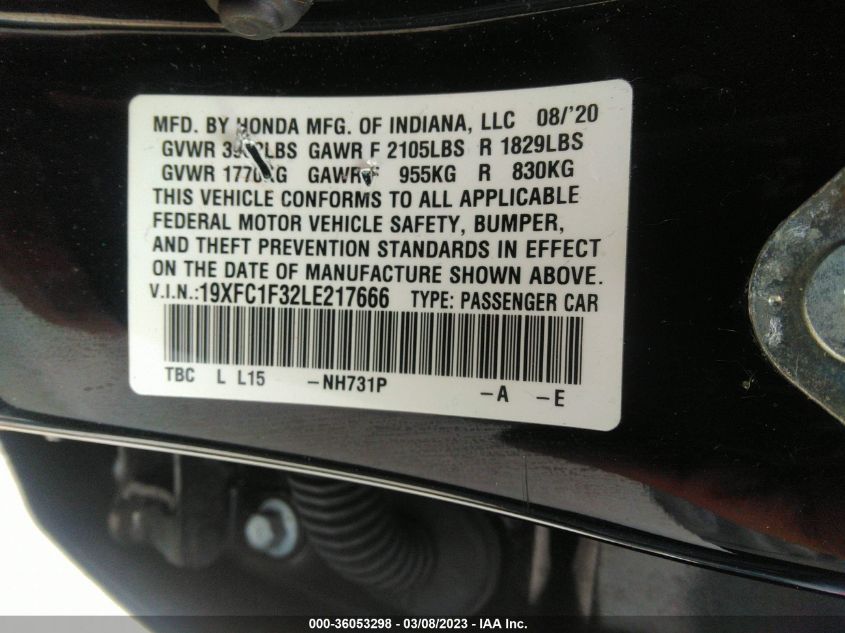 MFD. BY HONDA MFG. OF INDIANA, LLC 08/'20
GVWR GAWR F 2105LBS R 1829LBS
GVWR GAWR F 955KG R 830KG
THIS VEHICLE CONFORMS TO ALL APPLICABLE
FEDERAL MOTOR VEHICLE SAFETY, BUMPER,
AND THEFT PREVENTION STANDARDS IN EFFECT
ON THE DATE OF MANUFACTURE SHOWN ABOVE.
V.I.N.:19XFC1F32LE217666 TYPE: PASSENGER CAR
TBC L L15 -NH731P -A -E
000-36053298 - 03/08/2023 - IAA Inc.